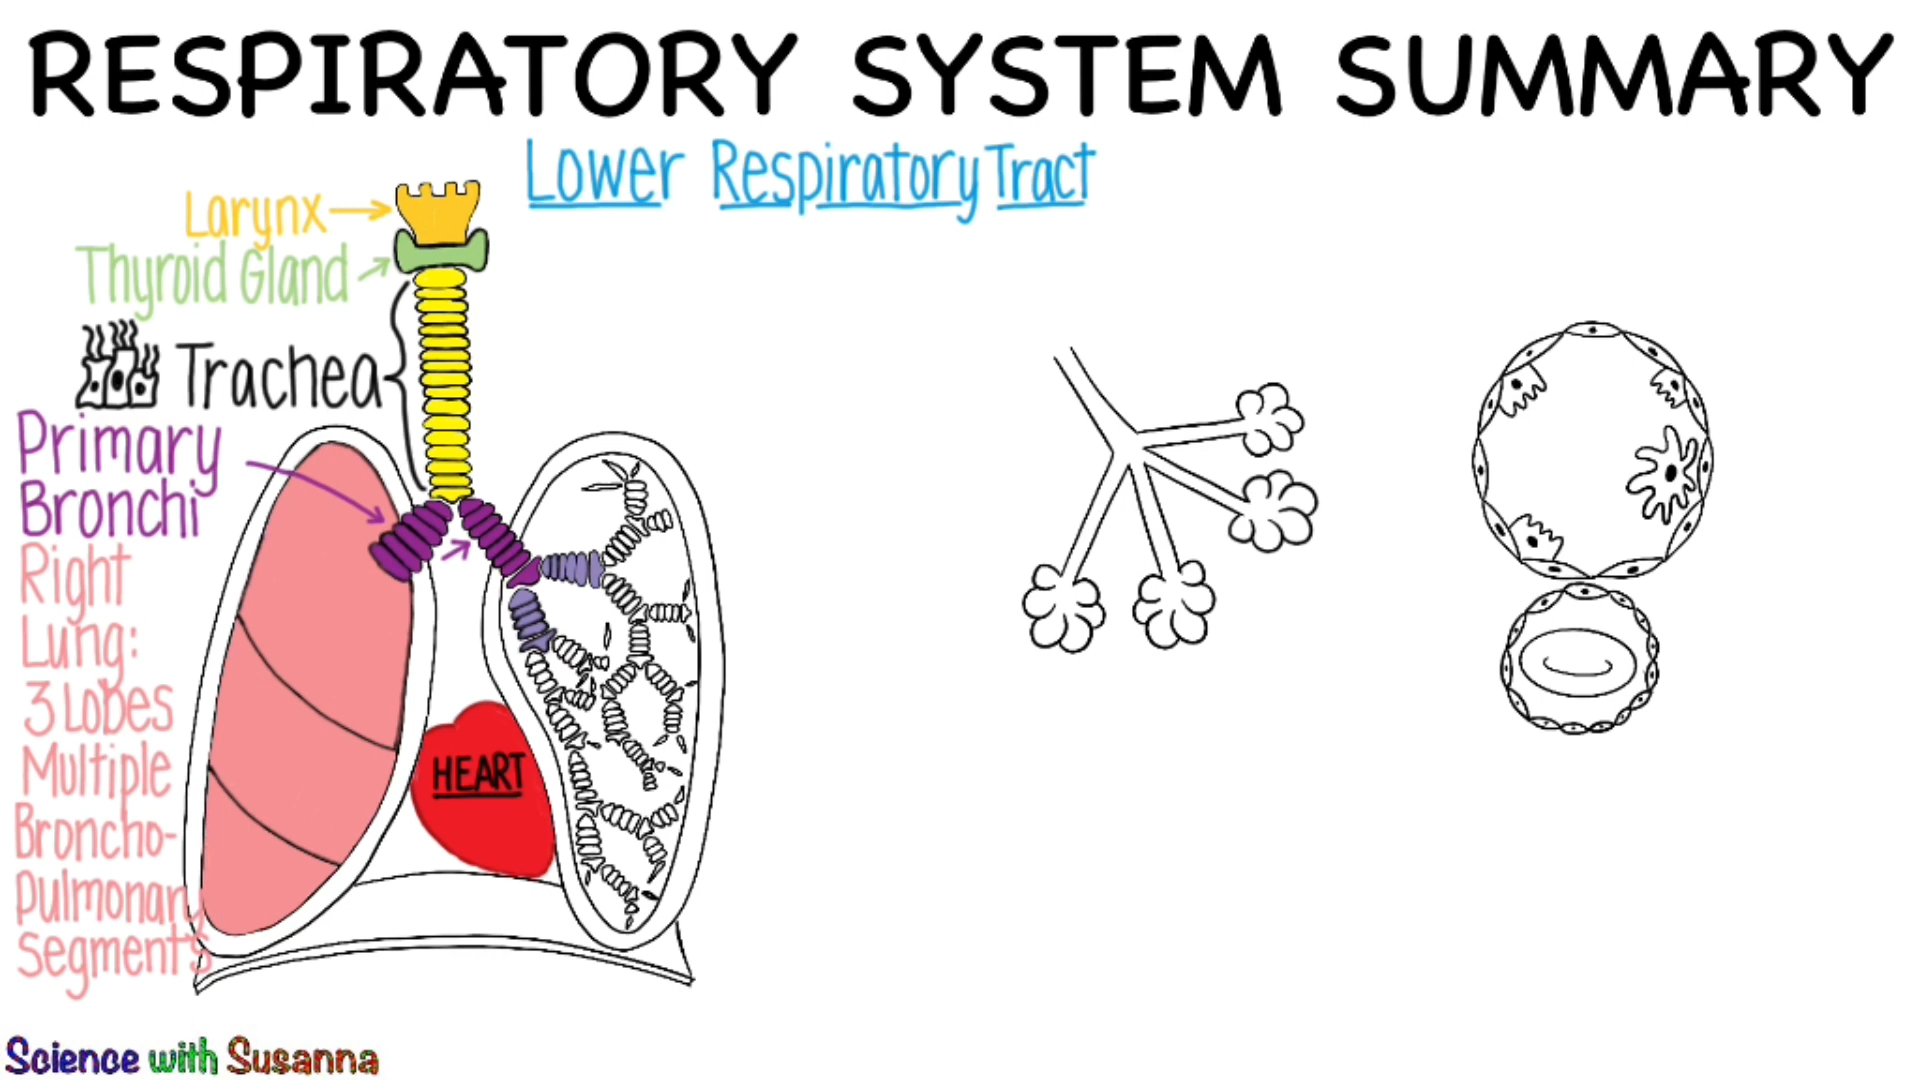 RESPIRATORY SYSTEM SUMMARY
Lower Respiratory Tract
Larynx
Thyroid Gland
Trachea
Primary
Bronchi
Right
Lung:
3 Lobes
Multiple
Broncho-
Pulmonary
Segments
HEART
Science with Susanna